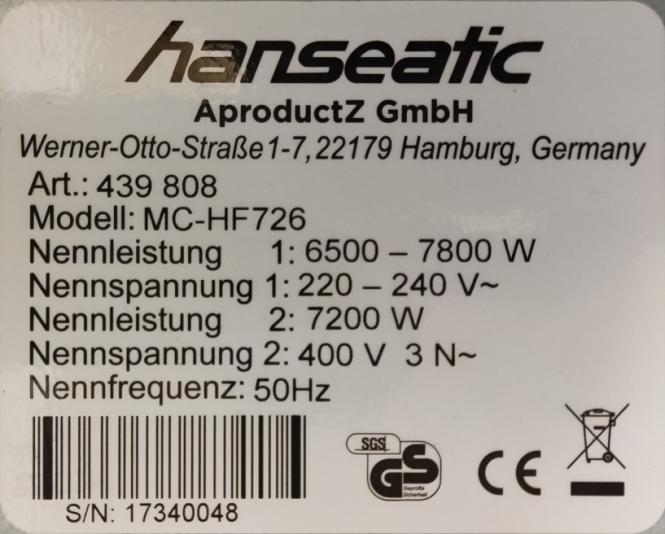 hanseatic
AproductZ GmbH
Werner-Otto-Straße 1-7, 22179 Hamburg, Germany
Art.: 439 808
Modell: MC-HF726
Nennleistung 1: 6500 – 7800 W
Nennspannung 1: 220 – 240 V~
Nennleistung 2: 7200 W
Nennspannung 2: 400 V 3 N~
Nennfrequenz: 50Hz
SGS
GS
Geprüfte
Sicherheit
CE
S/N: 17340048